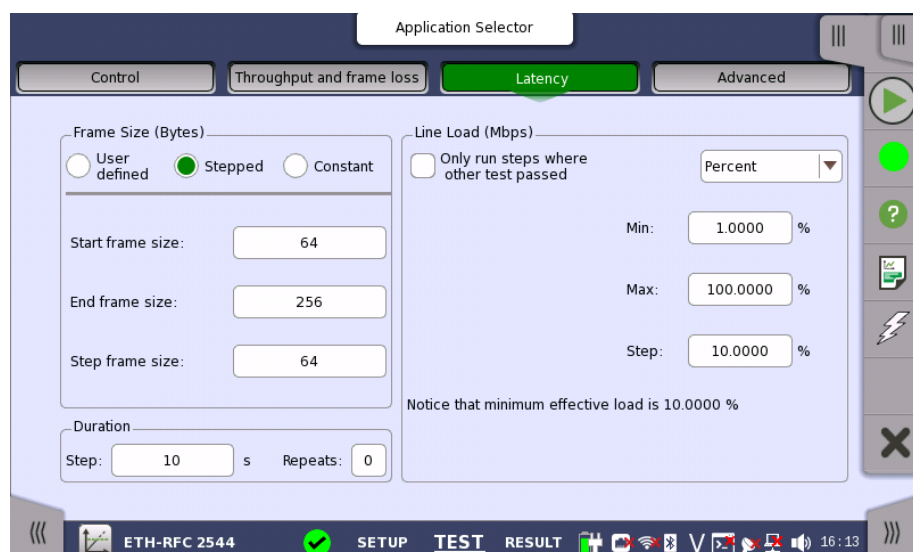 Application Selector
Control
Throughput and frame loss
Latency
Advanced
Frame Size (Bytes)
User defined
Stepped
Constant
Start frame size: 64
End frame size: 256
Step frame size: 64
Duration
Step: 10 s Repeats: 0
Line Load (Mbps)
Only run steps where
other test passed
Percent
Min: 1.0000 %
Max: 100.0000 %
Step: 10.0000 %
Notice that minimum effective load is 10.0000 %
ETH-RFC 2544 SETUP TEST RESULT 16:13